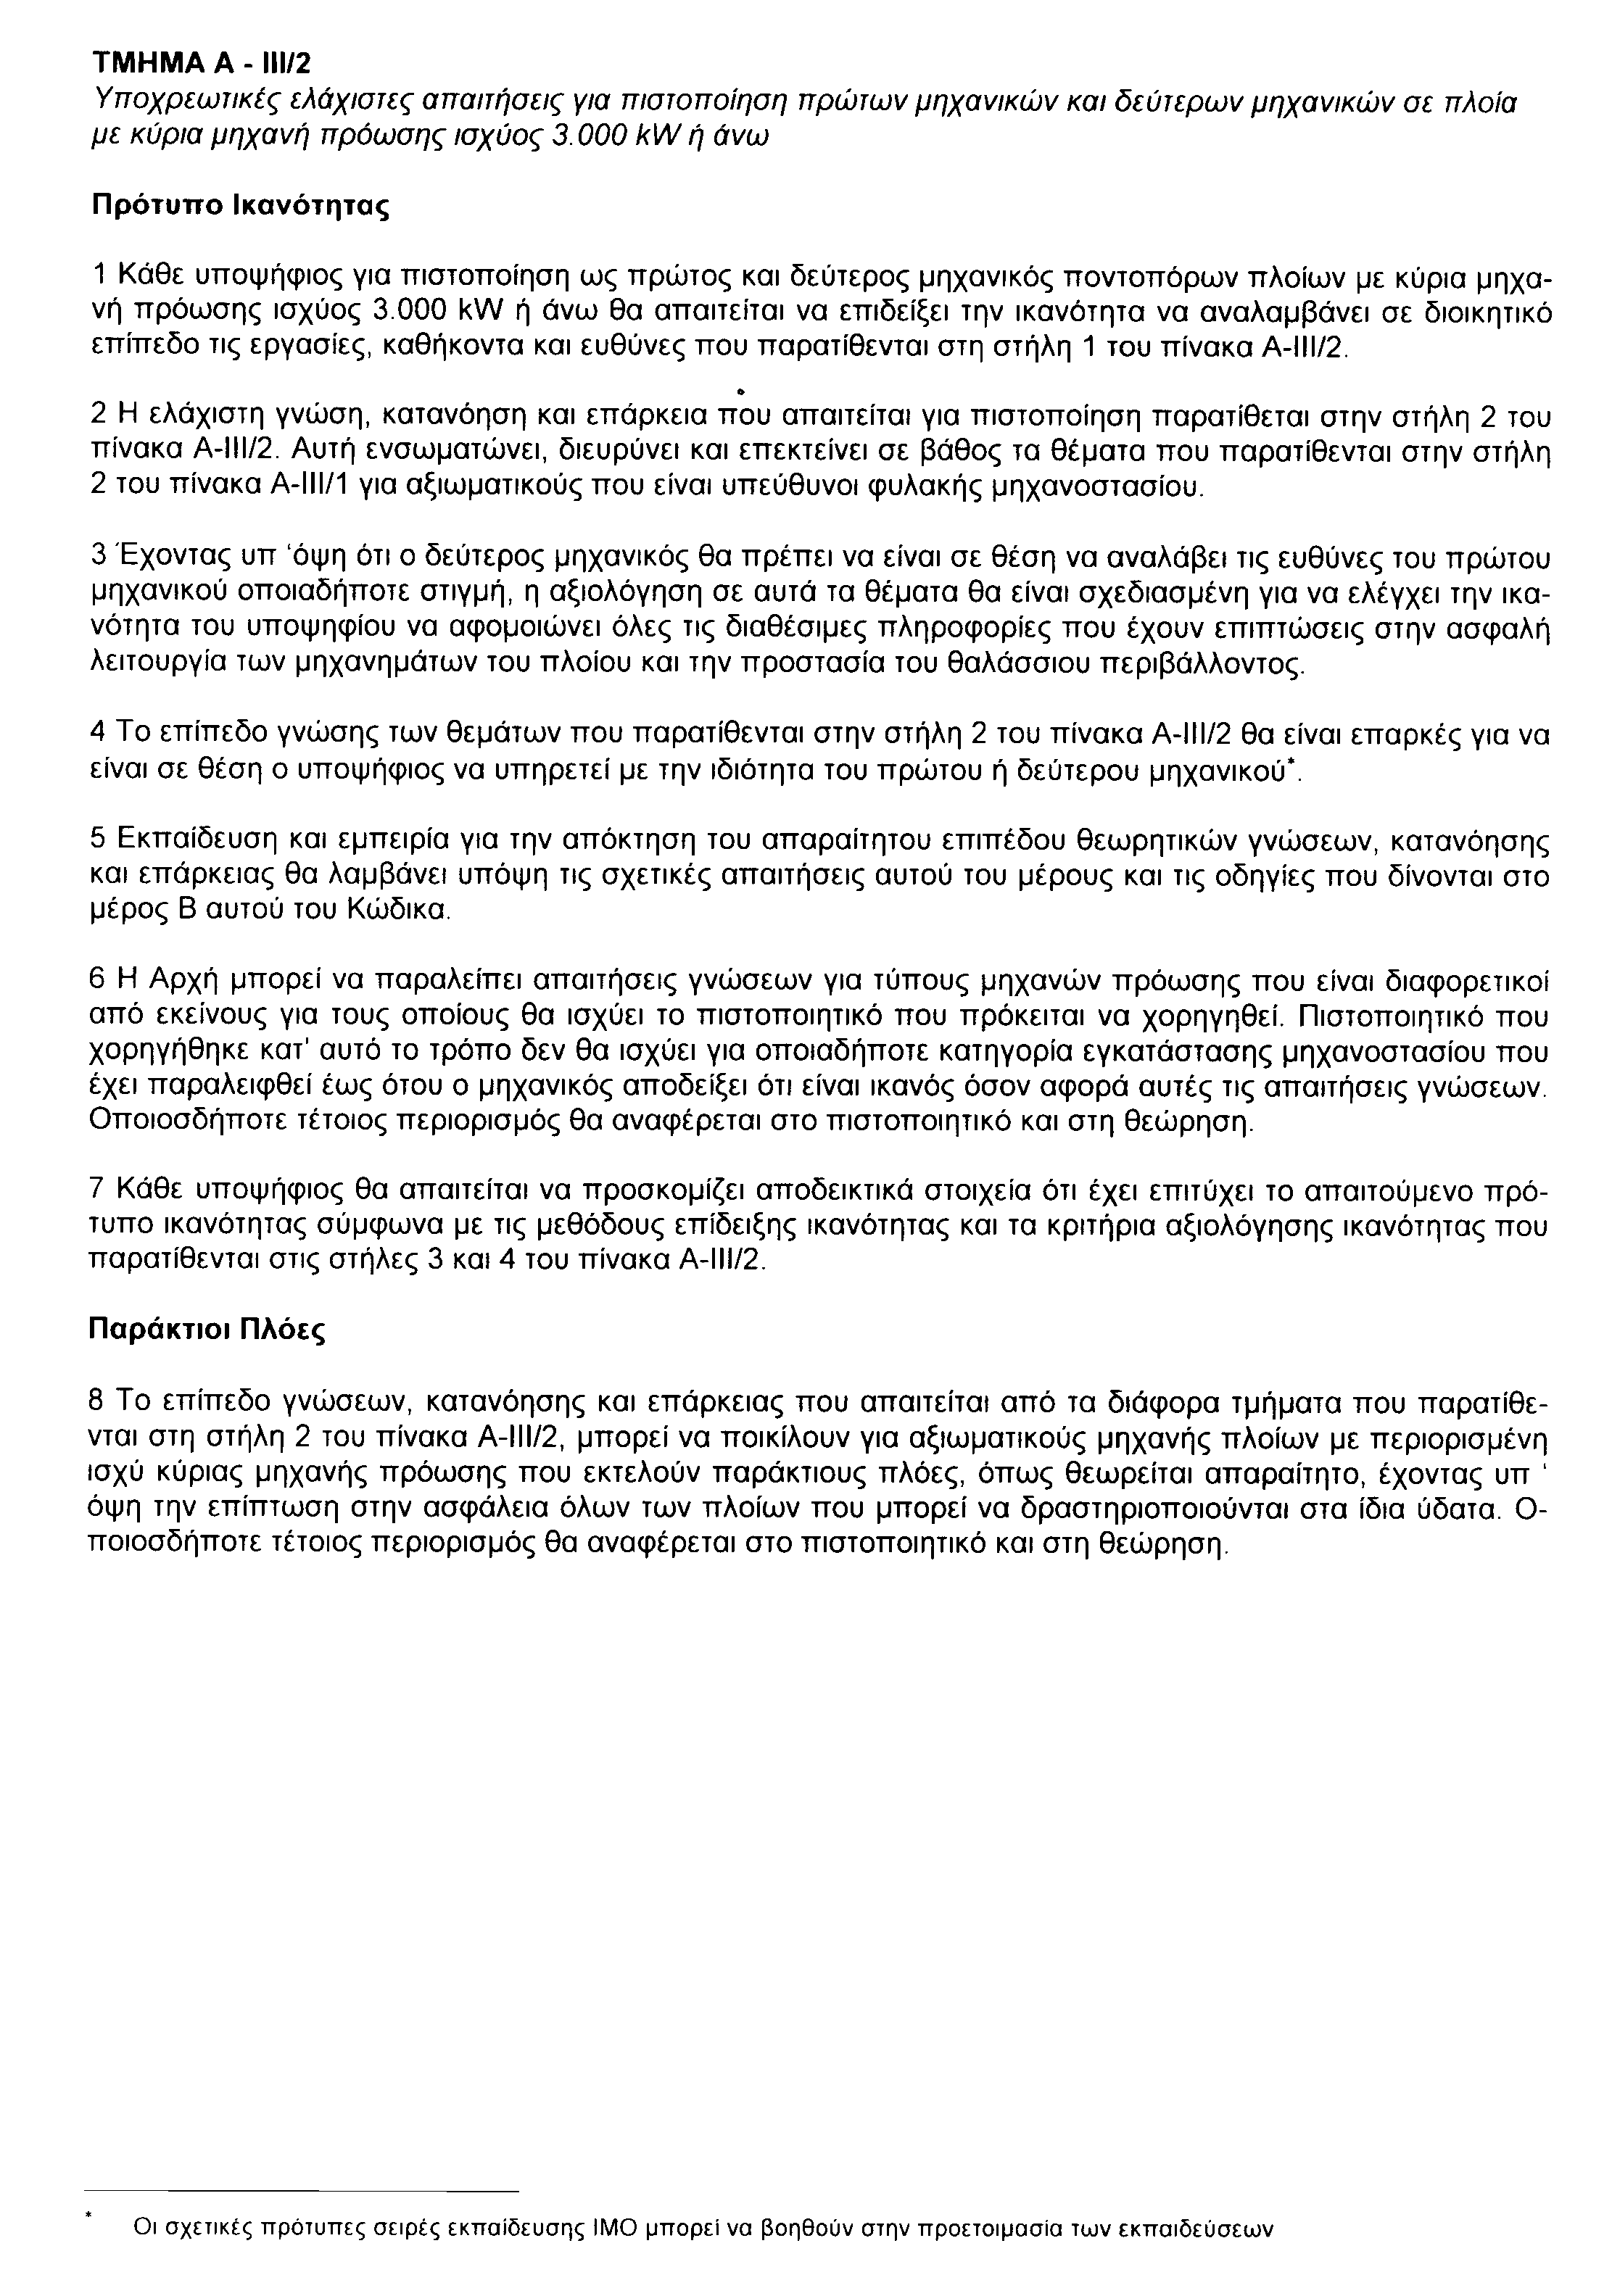 ΤΜΗΜΑ Α - ΙΙΙ/2
Υποχρεωτικές ελάχιστες απαιτήσεις για πιστοποίηση πρώτων μηχανικών και δεύτερων μηχανικών σε πλοία
με κύρια μηχανή πρόωσης ισχύος 3.000 kW ή άνω
Πρότυπο Ικανότητας
1 Κάθε υποψήφιος για πιστοποίηση ως πρώτος και δεύτερος μηχανικός ποντοπόρων πλοίων με κύρια μηχα-
νή πρόωσης ισχύος 3.000 kW ή άνω θα απαιτείται να επιδείξει την ικανότητα να αναλαμβάνει σε διοικητικό
επίπεδο τις εργασίες, καθήκοντα και ευθύνες που παρατίθενται στη στήλη 1 του πίνακα Α-ΙΙΙ/2.
2 Η ελάχιστη γνώση, κατανόηση και επάρκεια που απαιτείται για πιστοποίηση παρατίθεται στην στήλη 2 του
πίνακα Α-ΙΙΙ/2. Αυτή ενσωματώνει, διευρύνει και επεκτείνει σε βάθος τα θέματα που παρατίθενται στην στήλη
2 του πίνακα Α-ΙΙΙ/1 για αξιωματικούς που είναι υπεύθυνοι φυλακής μηχανοστασίου.
3 Έχοντας υπ ‘όψη ότι ο δεύτερος μηχανικός θα πρέπει να είναι σε θέση να αναλάβει τις ευθύνες του πρώτου
μηχανικού οποιαδήποτε στιγμή, η αξιολόγηση σε αυτά τα θέματα θα είναι σχεδιασμένη για να ελέγχει την ικα-
νότητα του υποψηφίου να αφομοιώνει όλες τις διαθέσιμες πληροφορίες που έχουν επιπτώσεις στην ασφαλή
λειτουργία των μηχανημάτων του πλοίου και την προστασία του θαλάσσιου περιβάλλοντος.
4 Το επίπεδο γνώσης των θεμάτων που παρατίθενται στην στήλη 2 του πίνακα Α-ΙΙΙ/2 θα είναι επαρκές για να
είναι σε θέση ο υποψήφιος να υπηρετεί με την ιδιότητα του πρώτου ή δεύτερου μηχανικού*.
5 Εκπαίδευση και εμπειρία για την απόκτηση του απαραίτητου επιπέδου θεωρητικών γνώσεων, κατανόησης
και επάρκειας θα λαμβάνει υπόψη τις σχετικές απαιτήσεις αυτού του μέρους και τις οδηγίες που δίνονται στο
μέρος Β αυτού του Κώδικα.
6 Η Αρχή μπορεί να παραλείπει απαιτήσεις γνώσεων για τύπους μηχανών πρόωσης που είναι διαφορετικοί
από εκείνους για τους οποίους θα ισχύει το πιστοποιητικό που πρόκειται να χορηγηθεί. Πιστοποιητικό που
χορηγήθηκε κατ' αυτό το τρόπο δεν θα ισχύει για οποιαδήποτε κατηγορία εγκατάστασης μηχανοστασίου που
έχει παραλειφθεί έως ότου ο μηχανικός αποδείξει ότι είναι ικανός όσον αφορά αυτές τις απαιτήσεις γνώσεων.
Οποιοσδήποτε τέτοιος περιορισμός θα αναφέρεται στο πιστοποιητικό και στη θεώρηση.
7 Κάθε υποψήφιος θα απαιτείται να προσκομίζει αποδεικτικά στοιχεία ότι έχει επιτύχει το απαιτούμενο πρό-
τυπο ικανότητας σύμφωνα με τις μεθόδους επίδειξης ικανότητας και τα κριτήρια αξιολόγησης ικανότητας που
παρατίθενται στις στήλες 3 και 4 του πίνακα Α-ΙΙΙ/2.
Παράκτιοι Πλόες
8 Το επίπεδο γνώσεων, κατανόησης και επάρκειας που απαιτείται από τα διάφορα τμήματα που παρατίθε-
νται στη στήλη 2 του πίνακα Α-ΙΙΙ/2, μπορεί να ποικίλουν για αξιωματικούς μηχανής πλοίων με περιορισμένη
ισχύ κύριας μηχανής πρόωσης που εκτελούν παράκτιους πλόες, όπως θεωρείται απαραίτητο, έχοντας υπ ‘
όψη την επίπτωση στην ασφάλεια όλων των πλοίων που μπορεί να δραστηριοποιούνται στα ίδια ύδατα. Ο-
ποιοσδήποτε τέτοιος περιορισμός θα αναφέρεται στο πιστοποιητικό και στη θεώρηση.
* Οι σχετικές πρότυπες σειρές εκπαίδευσης ΙΜΟ μπορεί να βοηθούν στην προετοιμασία των εκπαιδεύσεων